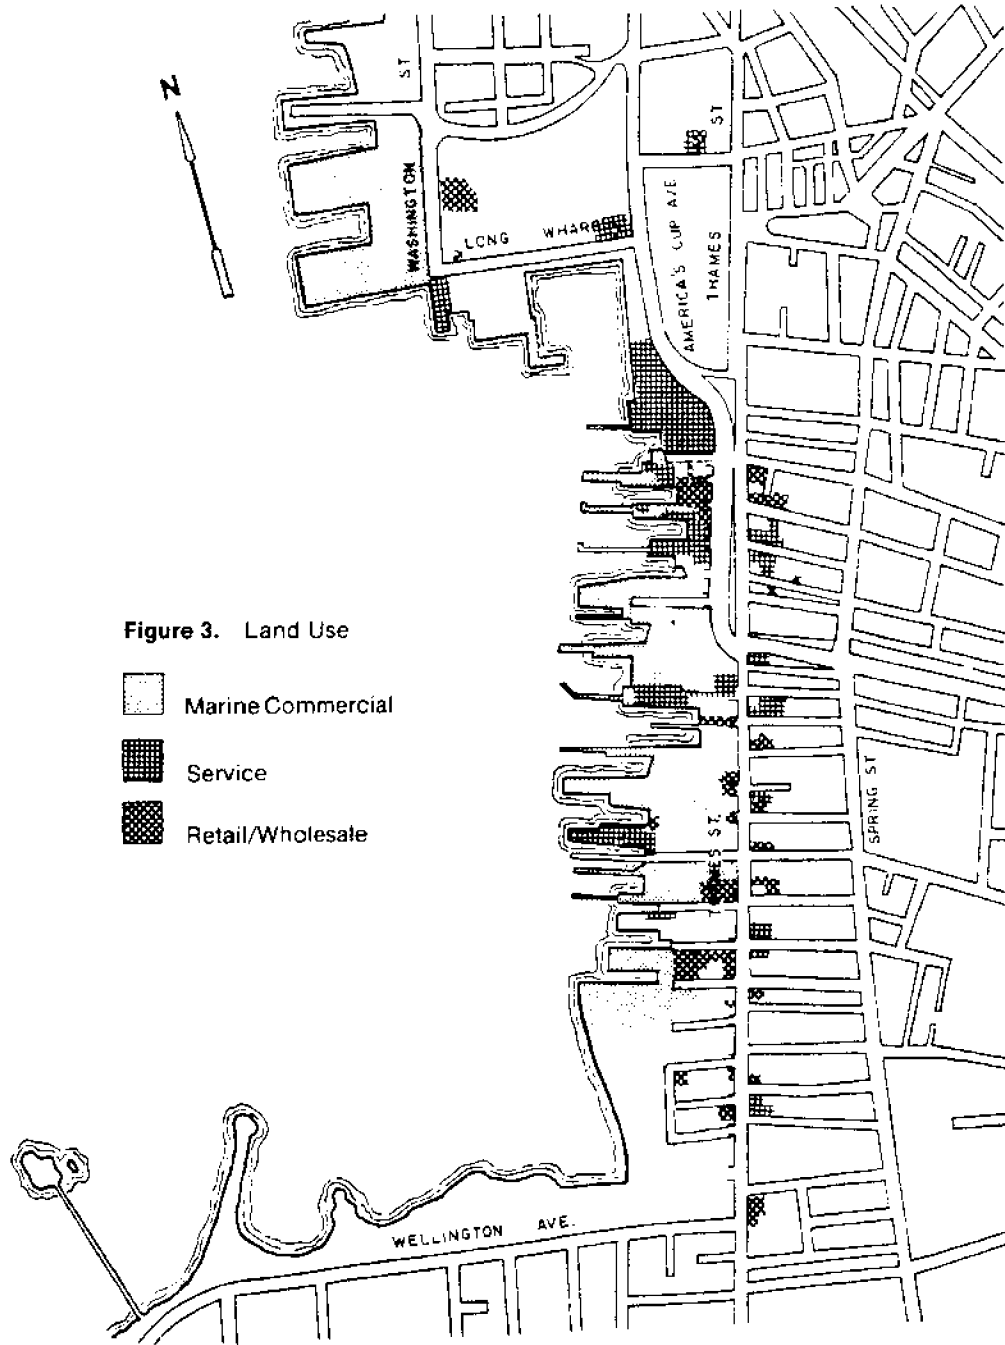 N
ST
WASHINGTON
LONG WHARF
AMERICA'S CUP AVE
THAMES
ST
Figure 3. Land Use
Marine Commercial
Service
Retail/Wholesale
ST.
SPRING ST
WELLINGTON AVE.